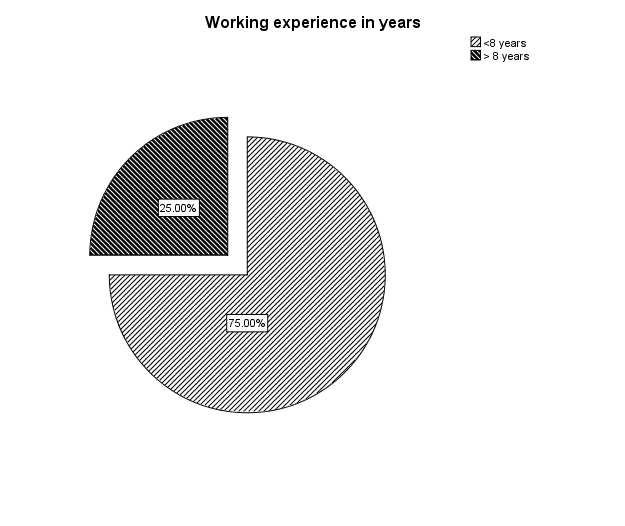 Working experience in years
<8 years
> 8 years
25.00%
75.00%